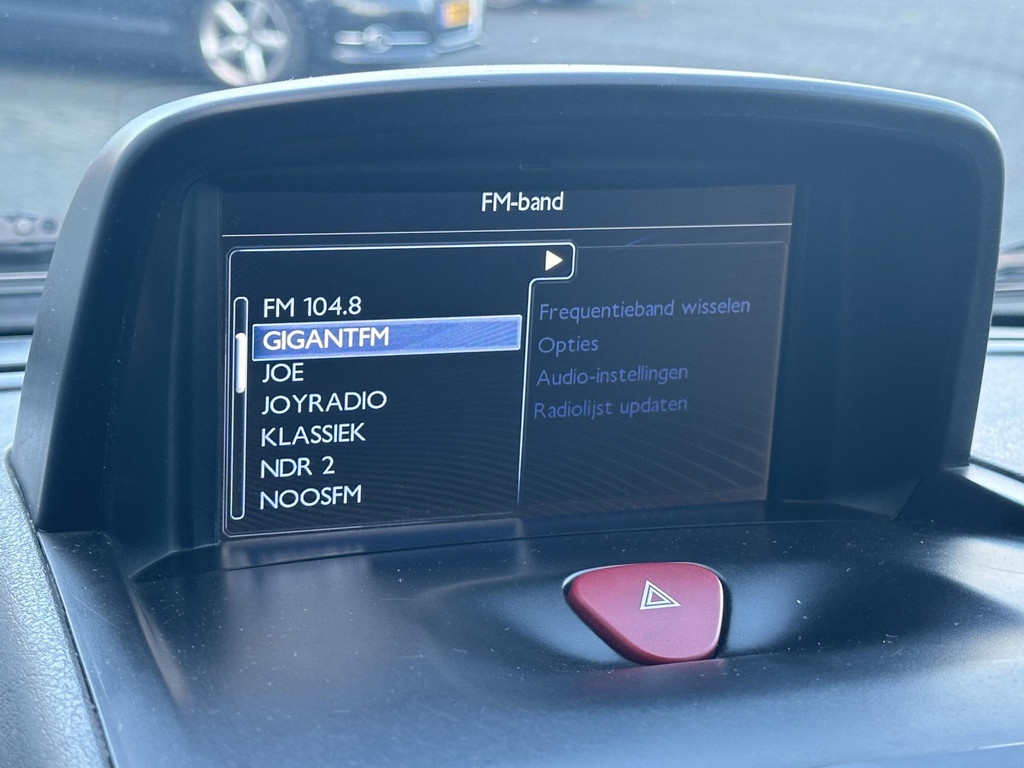 FM-band
FM 104.8
GIGANTFM
JOE
JOYRADIO
KLASSIEK
NDR 2
NOOSFM
Frequentieband wisselen
Opties
Audio-instellingen
Radiolijst updaten